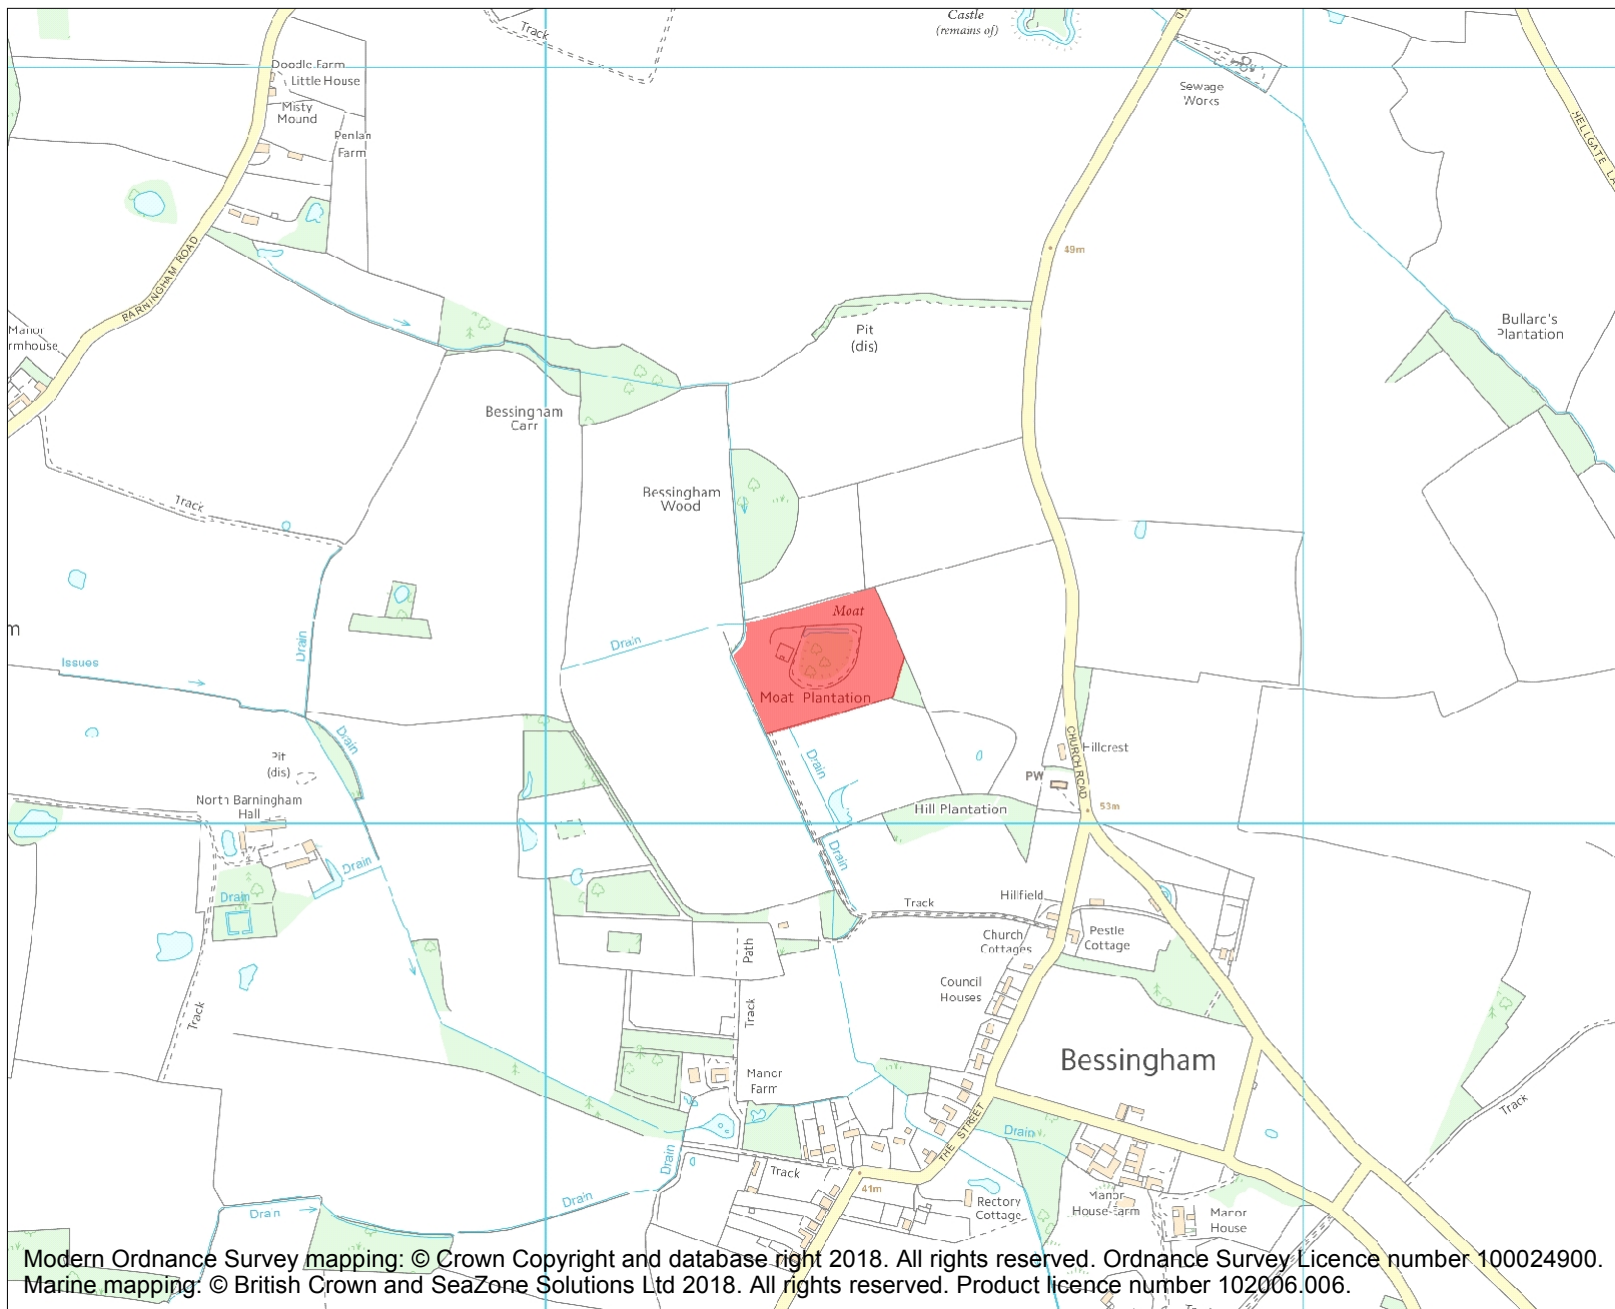 Castle
(remains of)
Track
Doodle Farm
Little House
Misty
Mound
Penlan
Farm
Sewage
Works
HELLGATE LA
49m
BARNINGHAM ROAD
Manor
rmhouse
Pit
(dis)
Bullard's
Plantation
Bessingham
Carr
Bessingham
Wood
Track
Moat
Drain
Drain
m
Issues
Moat Plantation
Drain
CHURCH ROAD
Hillcrest
Pit
(dis)
Drain
PW
North Barningham
Hall
Hill Plantation
53m
Drain
Drain
Drain
Hillfield
Track
Church
Cottages
Pestle
Cottage
Path
Council
Houses
Track
Track
Bessingham
Manor
Farm
THE STREET
Drain
Track
Drain
Track
41m
Drain
Drain
Rectory
Cottage
Manor
House Farm
Manor
House
Modern Ordnance Survey mapping: © Crown Copyright and database right 2018. All rights reserved. Ordnance Survey Licence number 100024900.
Marine mapping: © British Crown and SeaZone Solutions Ltd 2018. All rights reserved. Product licence number 102006.006.